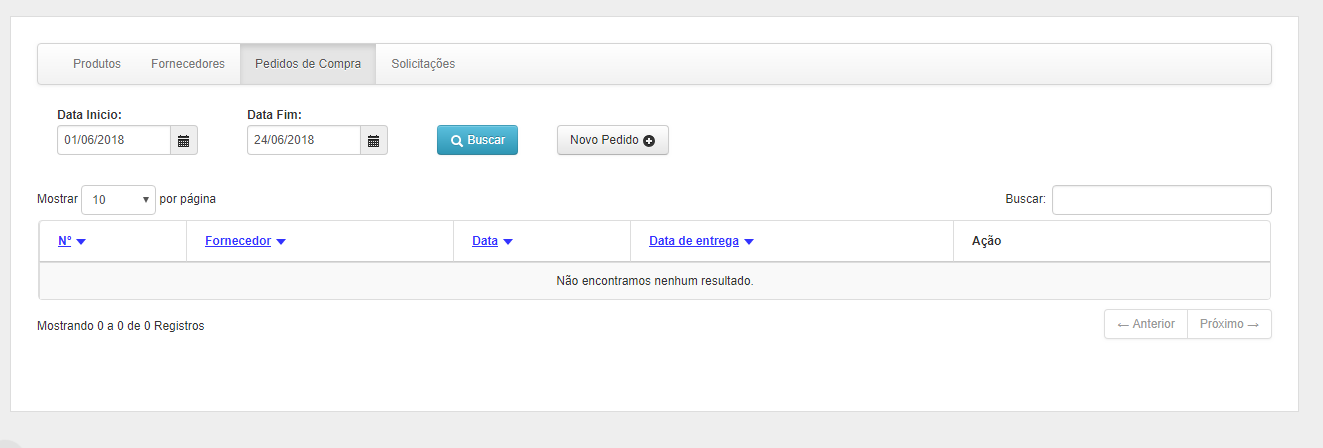 Produtos Fornecedores Pedidos de Compra Solicitações
Data Inicio: Data Fim:
01/06/2018 24/06/2018 Buscar Novo Pedido
Mostrar 10 por página Buscar:
Nº Fornecedor Data Data de entrega Ação
Não encontramos nenhum resultado.
Mostrando 0 a 0 de 0 Registros ← Anterior Próximo →